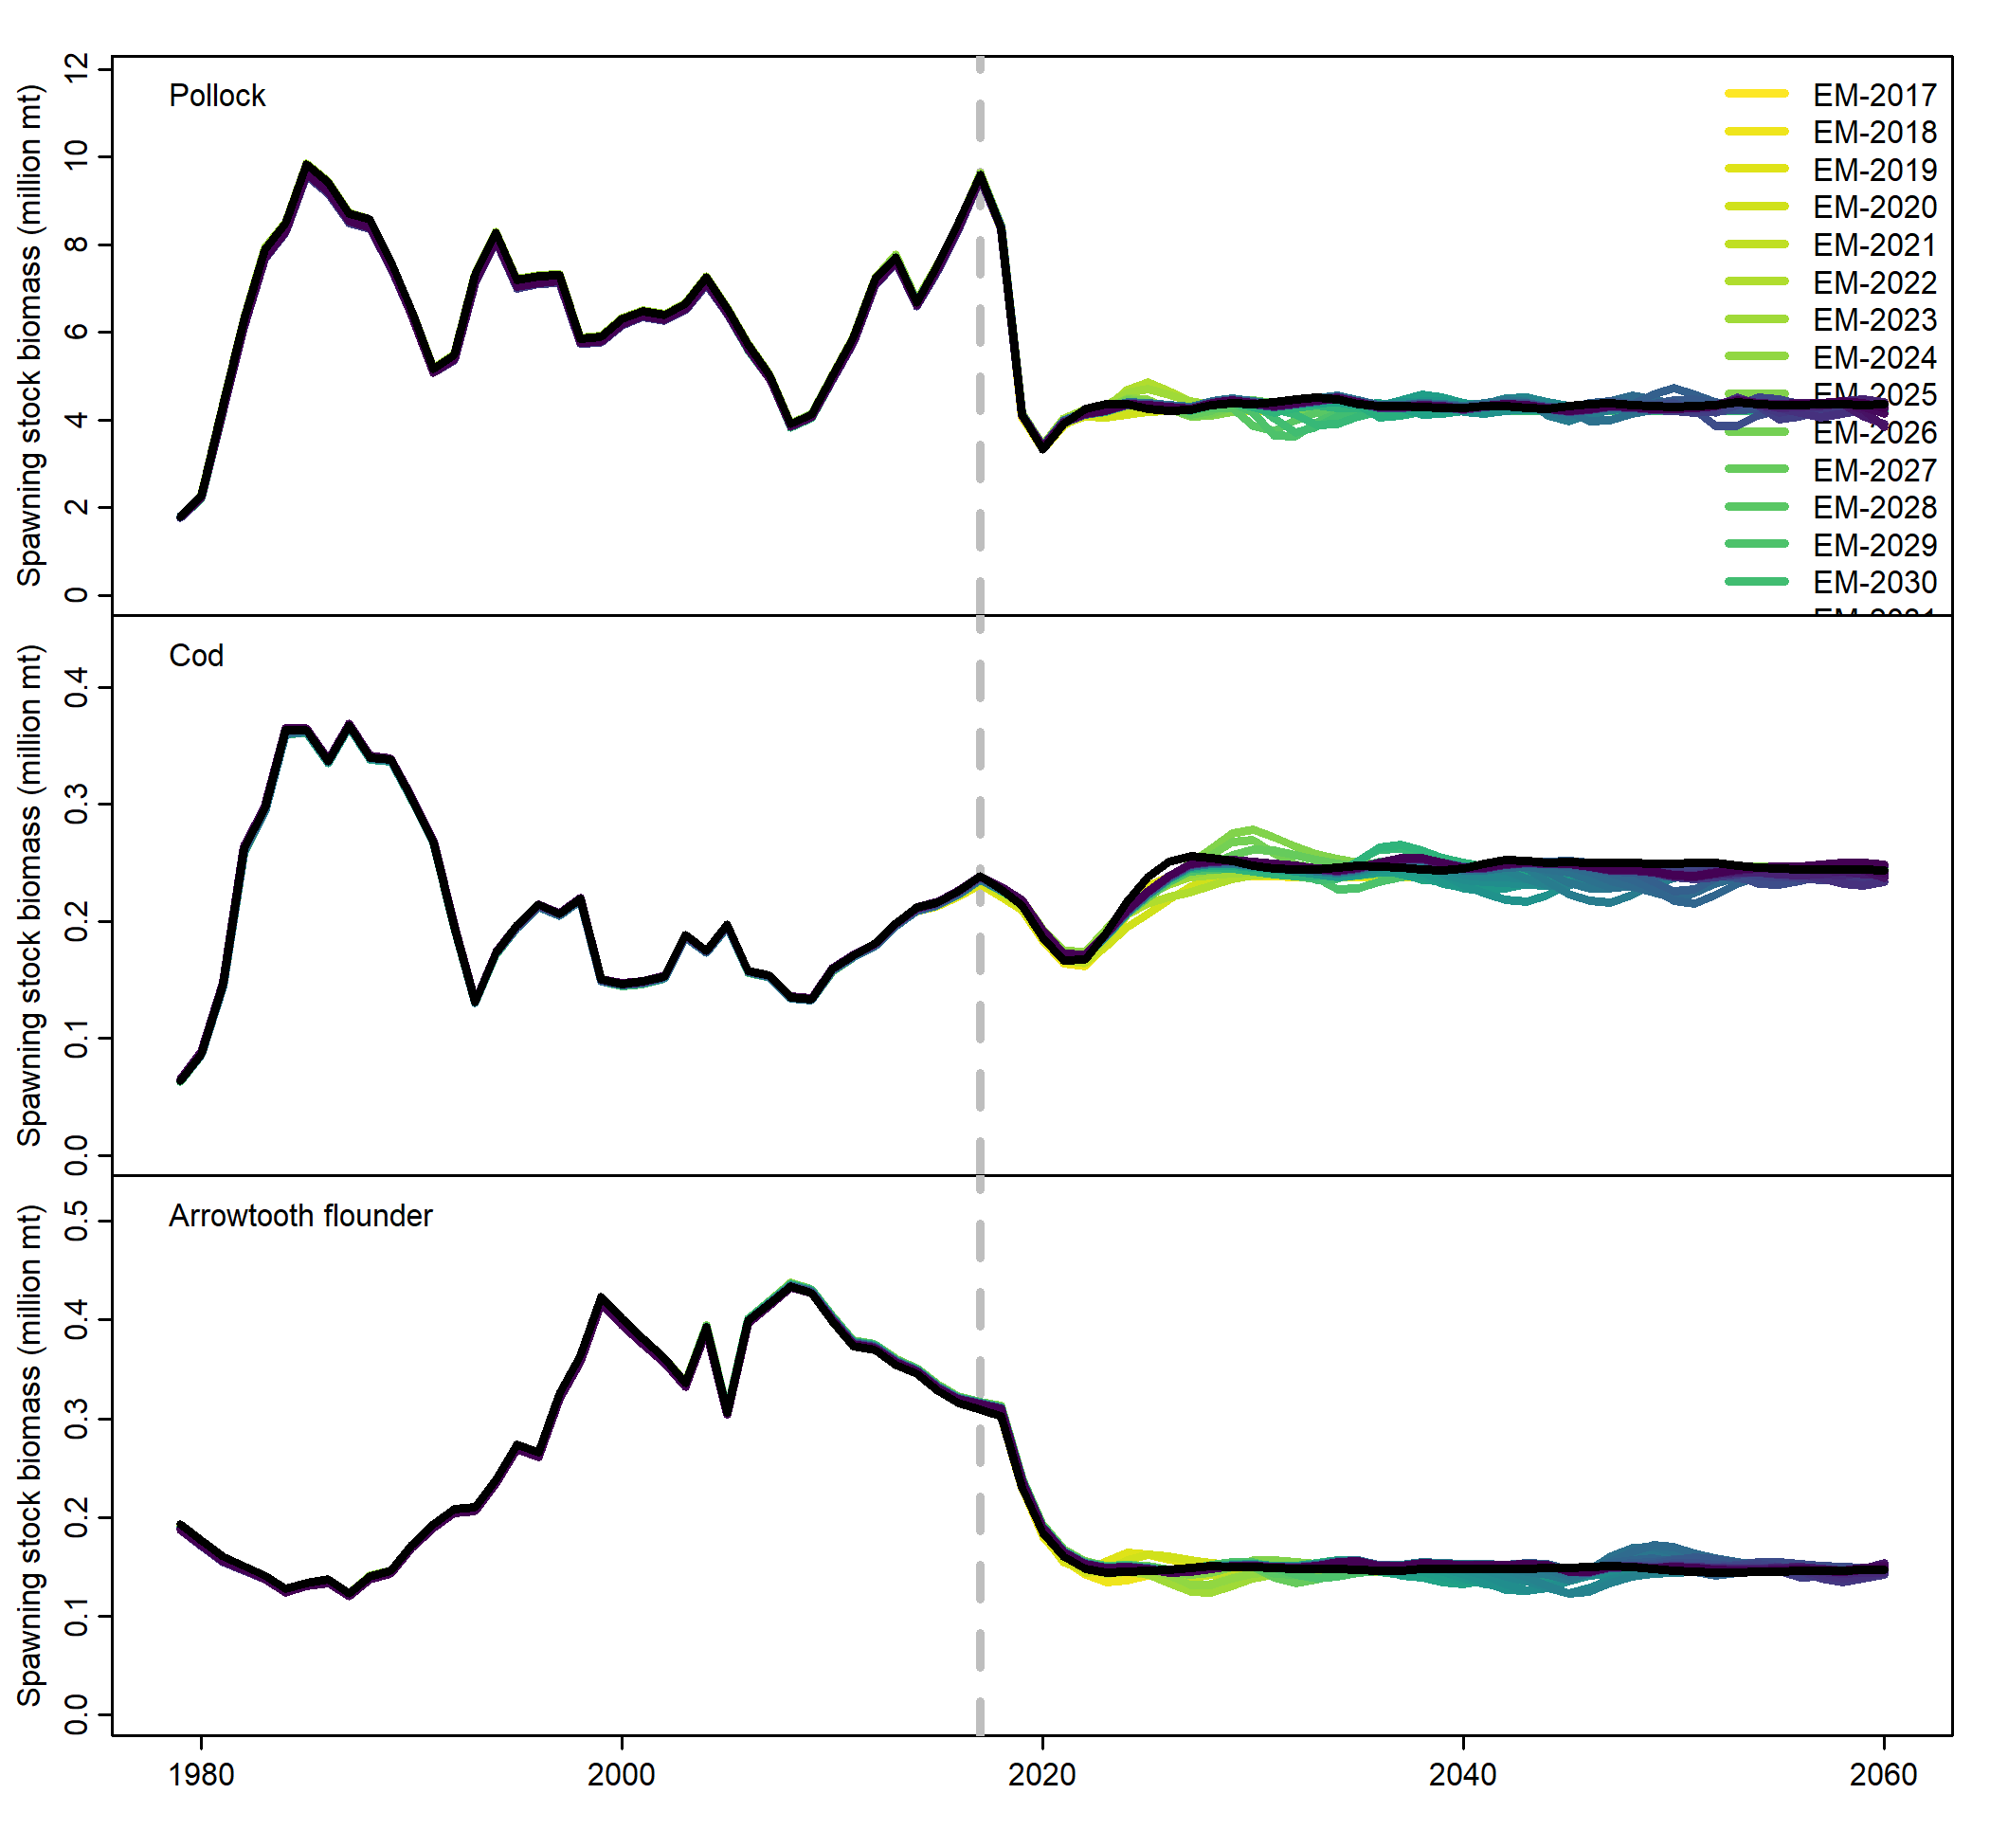 Spawning stock biomass (million mt)
0 2 4 6 8 10 12
Pollock
EM-2017
EM-2018
EM-2019
EM-2020
EM-2021
EM-2022
EM-2023
EM-2024
EM-2025
EM-2026
EM-2027
EM-2028
EM-2029
EM-2030
Spawning stock biomass (million mt)
0.0 0.1 0.2 0.3 0.4
Cod
Spawning stock biomass (million mt)
0.0 0.1 0.2 0.3 0.4 0.5
Arrowtooth flounder
1980 2000 2020 2040 2060